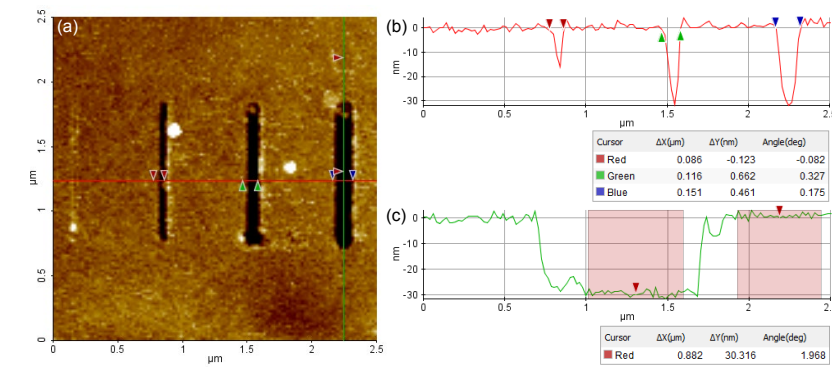 (a)
2.5
2
1.5
µm
1
0.5
0
0 0.5 1 1.5 2 2.5
µm
(b)
0
-10
nm
-20
-30
0 0.5 1 1.5 2 2.5
µm
Cursor ΔX(µm) ΔY(nm) Angle(deg)
Red 0.086 -0.123 -0.082
Green 0.116 0.662 0.327
Blue 0.151 0.461 0.175
(c)
0
-10
nm
-20
-30
0 0.5 1 1.5 2 2.5
µm
Cursor ΔX(µm) ΔY(nm) Angle(deg)
Red 0.882 30.316 1.968